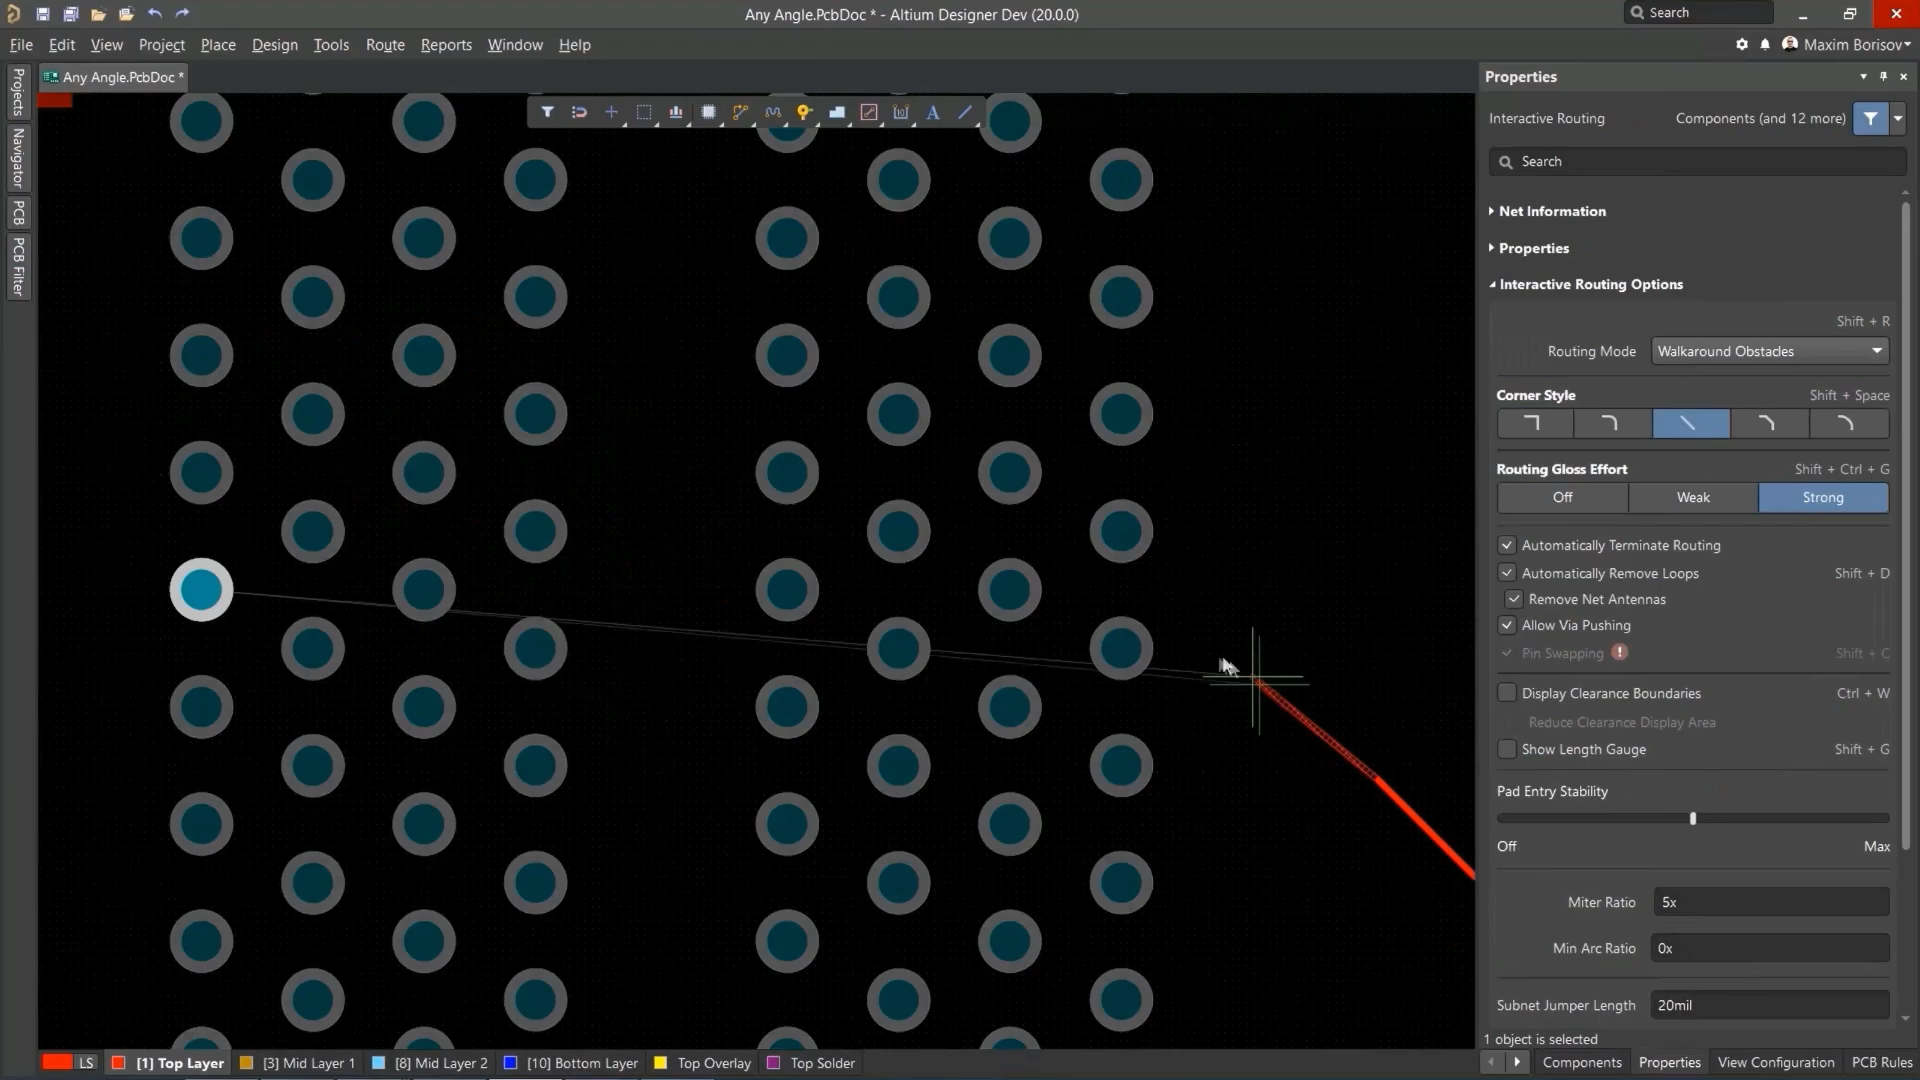 Any Angle.PcbDoc * - Altium Designer Dev (20.0.0)
Search
File Edit View Project Place Design Tools Route Reports Window Help
Maxim Borisov
Any Angle.PcbDoc *
Projects
Navigator
PCB
PCB Filter
Properties
Interactive Routing Components (and 12 more)
Search
Net Information
Properties
Interactive Routing Options
Shift + R
Routing Mode Walkaround Obstacles
Corner Style Shift + Space
Routing Gloss Effort Shift + Ctrl + G
Off Weak Strong
Automatically Terminate Routing
Automatically Remove Loops Shift + D
Remove Net Antennas
Allow Via Pushing
Pin Swapping Shift + C
Display Clearance Boundaries Ctrl + W
Reduce Clearance Display Area
Show Length Gauge Shift + G
Pad Entry Stability
Off Max
Miter Ratio 5x
Min Arc Ratio 0x
Subnet Jumper Length 20mil
1 object is selected
LS [1] Top Layer [3] Mid Layer 1 [8] Mid Layer 2 [10] Bottom Layer Top Overlay Top Solder
Components Properties View Configuration PCB Rules